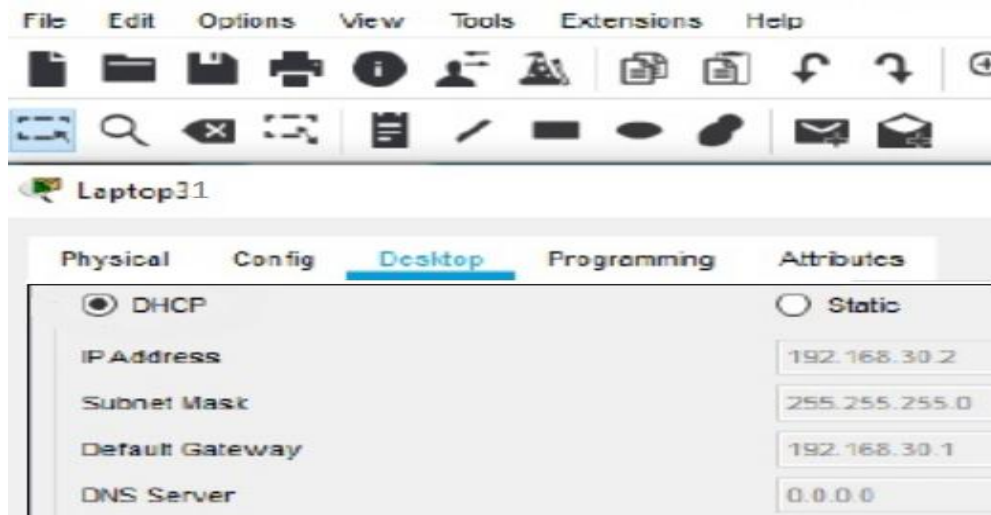 File Edit Options View Tools Extensions Help
Laptop31
Physical Config Desktop Programming Attributes
DHCP Static
IP Address 192.168.30.2
Subnet Mask 255.255.255.0
Default Gateway 192.168.30.1
DNS Server 0.0.0.0